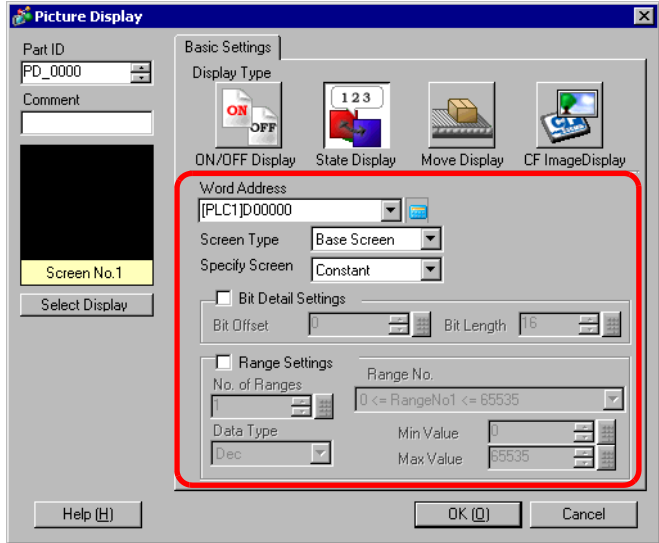 Picture Display
Part ID
PD_0000
Comment
Screen No.1
Select Display
Basic Settings
Display Type
ON
OFF
123
CF
ON/OFF Display
State Display
Move Display
CF ImageDisplay
Word Address
[PLC1]D00000
Screen Type
Base Screen
Specify Screen
Constant
Bit Detail Settings
Bit Offset
0
Bit Length
16
Range Settings
No. of Ranges
1
Range No.
0 <= RangeNo1 <= 65535
Data Type
Dec
Min Value
0
Max Value
65535
Help (H)
OK (O)
Cancel